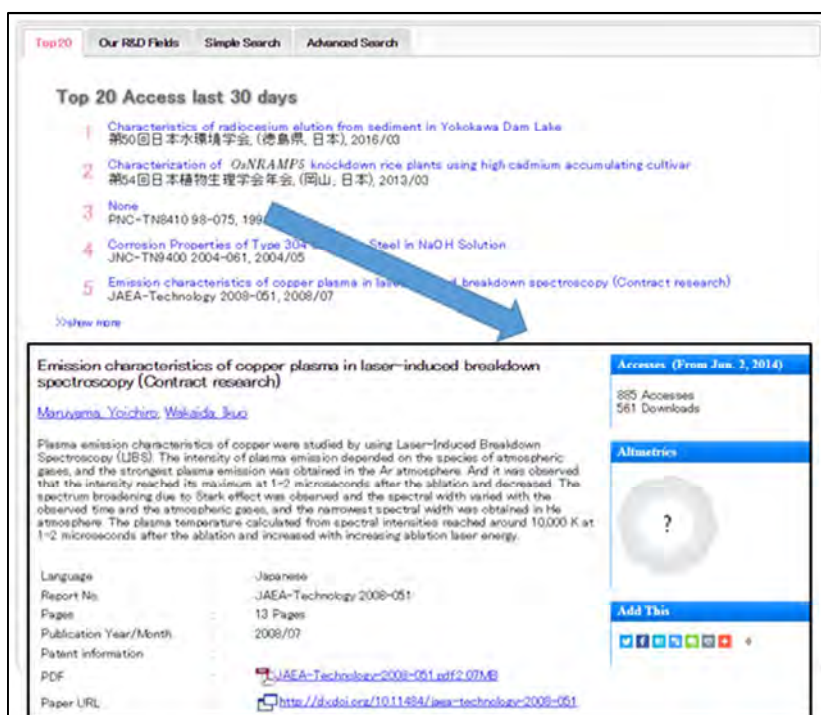 Top20 Our R&D Fields Simple Search Advanced Search
Top 20 Access last 30 days
1 Characteristics of radiocesium elution from sediment in Yokokawa Dam Lake
第50回日本水環境学会, (徳島県, 日本), 2016/03
2 Characterization of OsNRAMP5 knockdown rice plants using high cadmium accumulating cultivar
第54回日本植物生理学会年会, (岡山, 日本), 2013/03
3 None
PNC-TN8410 98-075, 199
4 Corrosion Properties of Type 304 Steel in NaOH Solution
JNC-TN9400 2004-061, 2004/05
5 Emission characteristics of copper plasma in breakdown spectroscopy (Contract research)
JAEA-Technology 2008-051, 2008/07
>>show more
Emission characteristics of copper plasma in laser-induced breakdown
spectroscopy (Contract research)
Maruyama, Yoichiro; Wakaida, Ikuo
Plasma emission characteristics of copper were studied by using Laser-Induced Breakdown
Spectroscopy (LIBS). The intensity of plasma emission depended on the species of atmospheric
gases, and the strongest plasma emission was obtained in the Ar atmosphere. And it was observed
that the intensity reached its maximum at 1-2 microseconds after the ablation and decreased. The
spectrum broadening due to Stark effect was observed and the spectral width varied with the
observed time and the atmospheric gases, and the narrowest spectral width was obtained in He
atmosphere. The plasma temperature calculated from spectral intensities reached around 10,000 K at
1-2 microseconds after the ablation and increased with increasing ablation laser energy.
Language : Japanese
Report No. : JAEA-Technology 2008-051
Pages : 13 Pages
Publication Year/Month : 2008/07
Patent information :
PDF : JAEA-Technology-2008-051.pdf:2.07MB
Paper URL : http://dx.doi.org/10.11484/jaea-technology-2008-051
Accesses (From Jun. 2, 2014)
885 Accesses
561 Downloads
Altmetrics
?
Add This